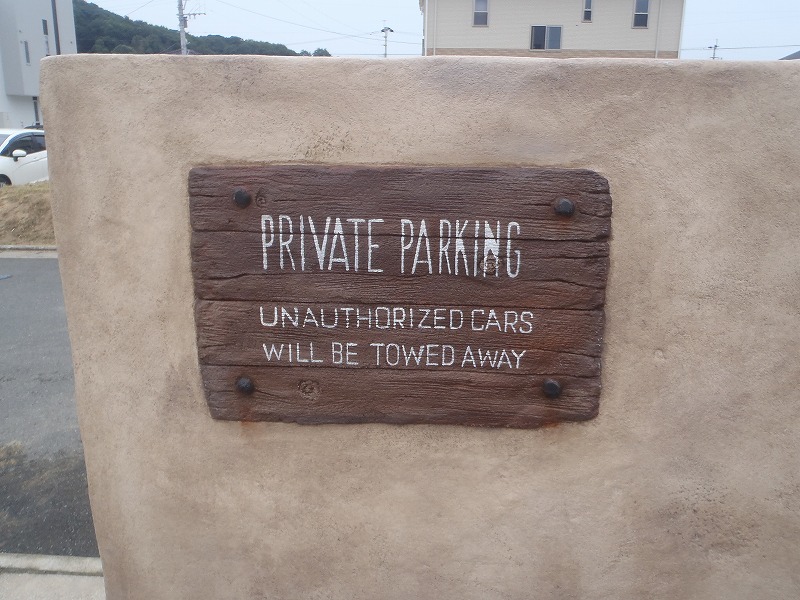 PRIVATE PARKiNG
UNAUTHORIZED CARS
WILL BE TOWED AWAY